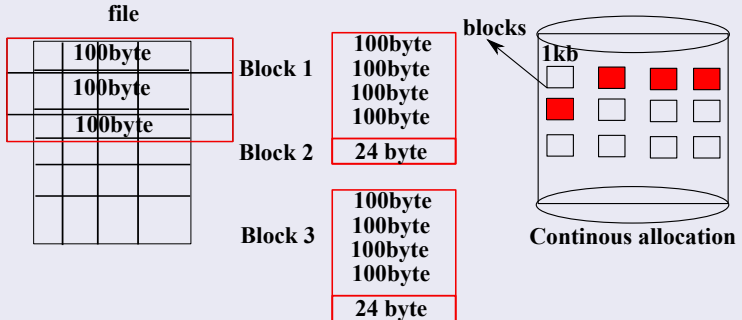 file
100byte
100byte
100byte
Block 1
Block 2
Block 3
100byte
100byte
100byte
100byte
24 byte
100byte
100byte
100byte
100byte
24 byte
blocks
1kb
Continous allocation